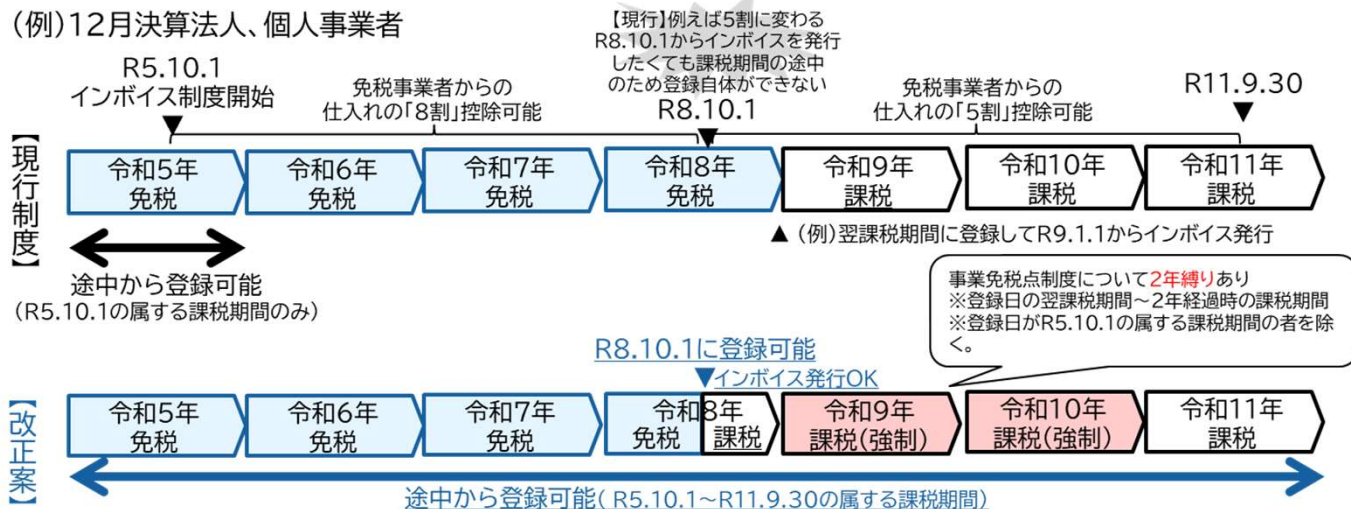 (例)12月決算法人、個人事業者
【現行】例えば5割に変わる
R8.10.1からインボイスを発行
したくても課税期間の途中
のため登録自体ができない
R5.10.1
インボイス制度開始
免税事業者からの
仕入れの「8割」控除可能
R8.10.1
免税事業者からの
仕入れの「5割」控除可能
R11.9.30
【現行制度】
令和5年
免税
令和6年
免税
令和7年
免税
令和8年
免税
令和9年
課税
令和10年
課税
令和11年
課税
▲ (例)翌課税期間に登録してR9.1.1からインボイス発行
途中から登録可能
(R5.10.1の属する課税期間のみ)
事業免税点制度について2年縛りあり
※登録日の翌課税期間~2年経過時の課税期間
※登録日がR5.10.1の属する課税期間の者を除
く。
R8.10.1に登録可能
インボイス発行OK
【改正案】
令和5年
免税
令和6年
免税
令和7年
免税
令和8年
免税 課税
令和9年
課税(強制)
令和10年
課税(強制)
令和11年
課税
途中から登録可能( R5.10.1~R11.9.30の属する課税期間)